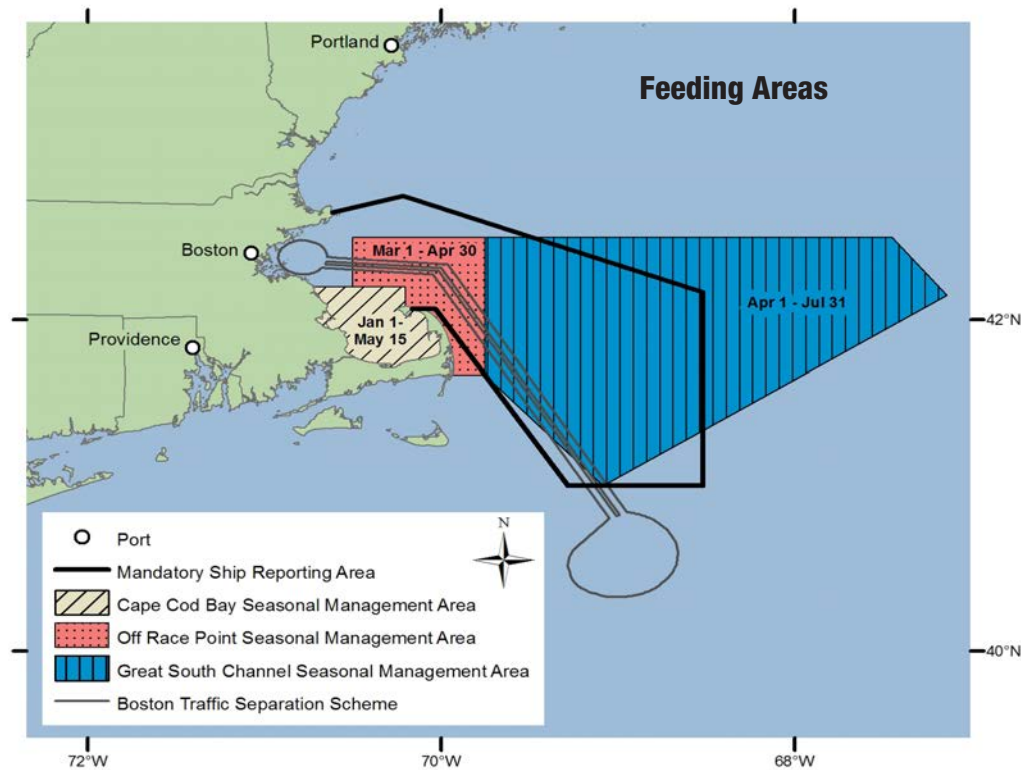 Portland
Feeding Areas
Boston
Mar 1 - Apr 30
Apr 1 - Jul 31
Jan 1-
May 15
42°N
Providence
N
Port
Mandatory Ship Reporting Area
Cape Cod Bay Seasonal Management Area
Off Race Point Seasonal Management Area
Great South Channel Seasonal Management Area
Boston Traffic Separation Scheme
40°N
72°W
70°W
68°W